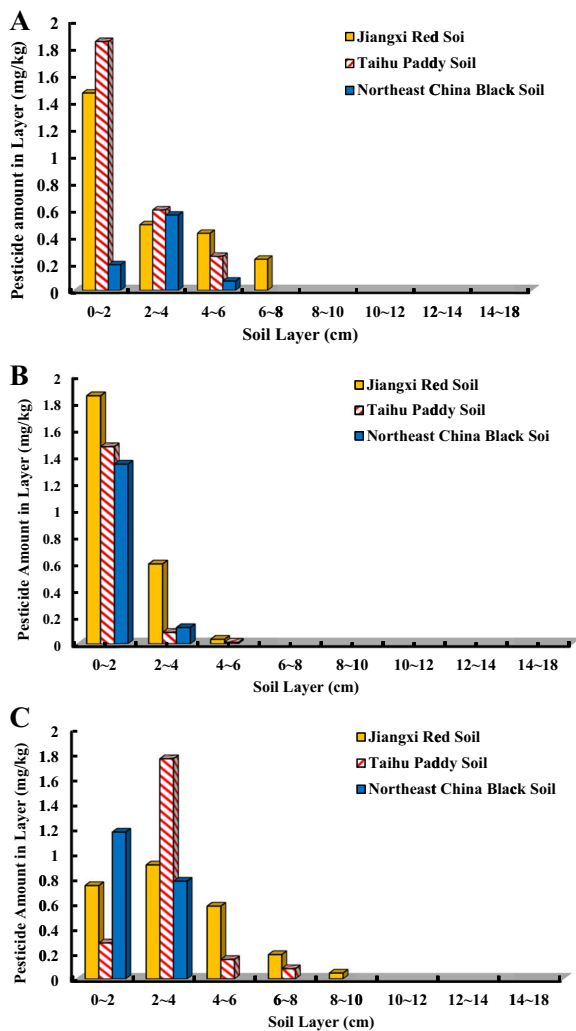 A
Pesticide amount in Layer (mg/kg)
2
1.8
1.6
1.4
1.2
1
0.8
0.6
0.4
0.2
0
Jiangxi Red Soi
Taihu Paddy Soil
Northeast China Black Soil
0~2 2~4 4~6 6~8 8~10 10~12 12~14 14~18
Soil Layer (cm)
B
Pesticide Amount in Layer (mg/kg)
2
1.8
1.6
1.4
1.2
1
0.8
0.6
0.4
0.2
0
Jiangxi Red Soil
Taihu Paddy Soil
Northeast China Black Soi
0~2 2~4 4~6 6~8 8~10 10~12 12~14 14~18
Soil Layer (cm)
C
Pesticide Amount in Layer (mg/kg)
2
1.8
1.6
1.4
1.2
1
0.8
0.6
0.4
0.2
0
Jiangxi Red Soil
Taihu Paddy Soil
Northeast China Black Soil
0~2 2~4 4~6 6~8 8~10 10~12 12~14 14~18
Soil Layer (cm)